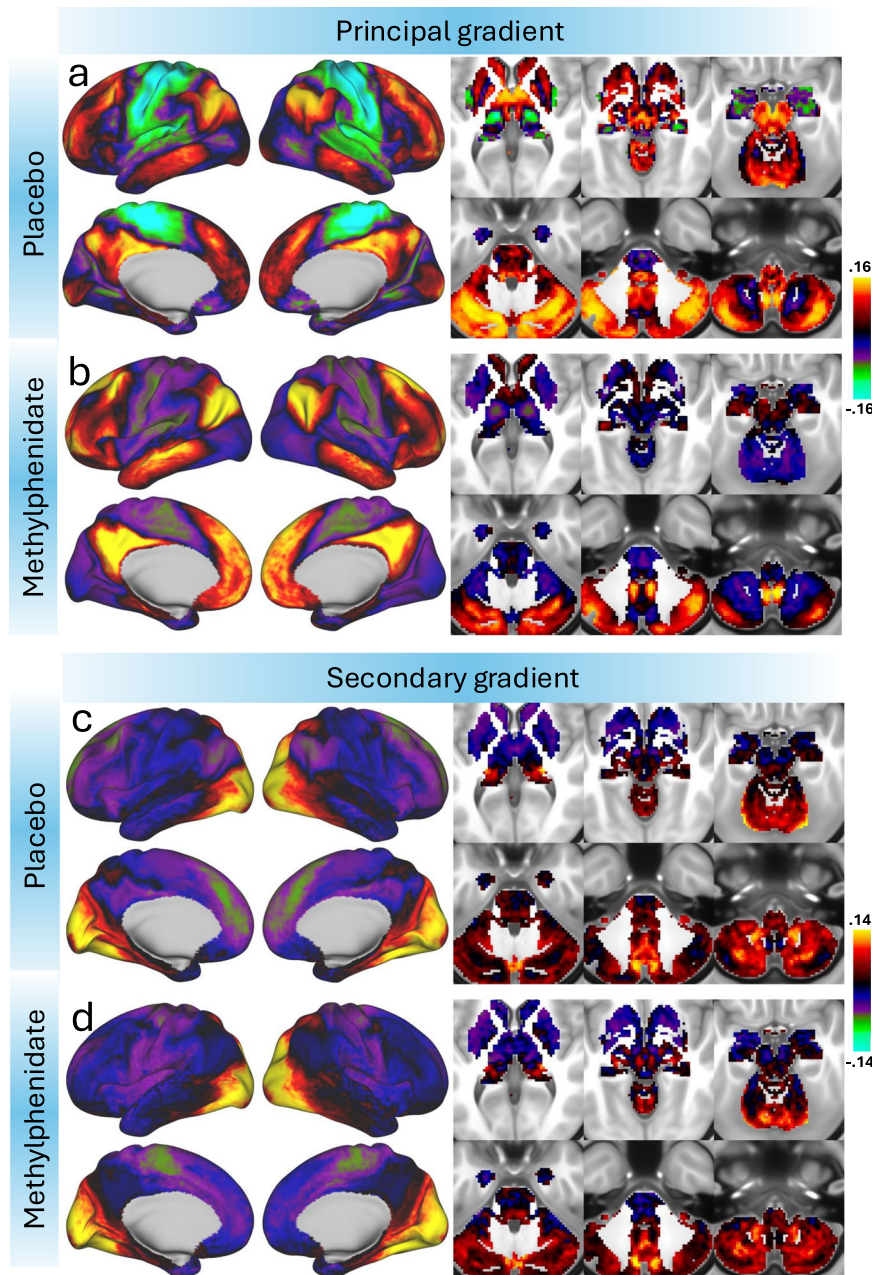 Principal gradient
Placebo
a
Methylphenidate
b
.16
-.16
Secondary gradient
Placebo
c
Methylphenidate
d
.14
-.14